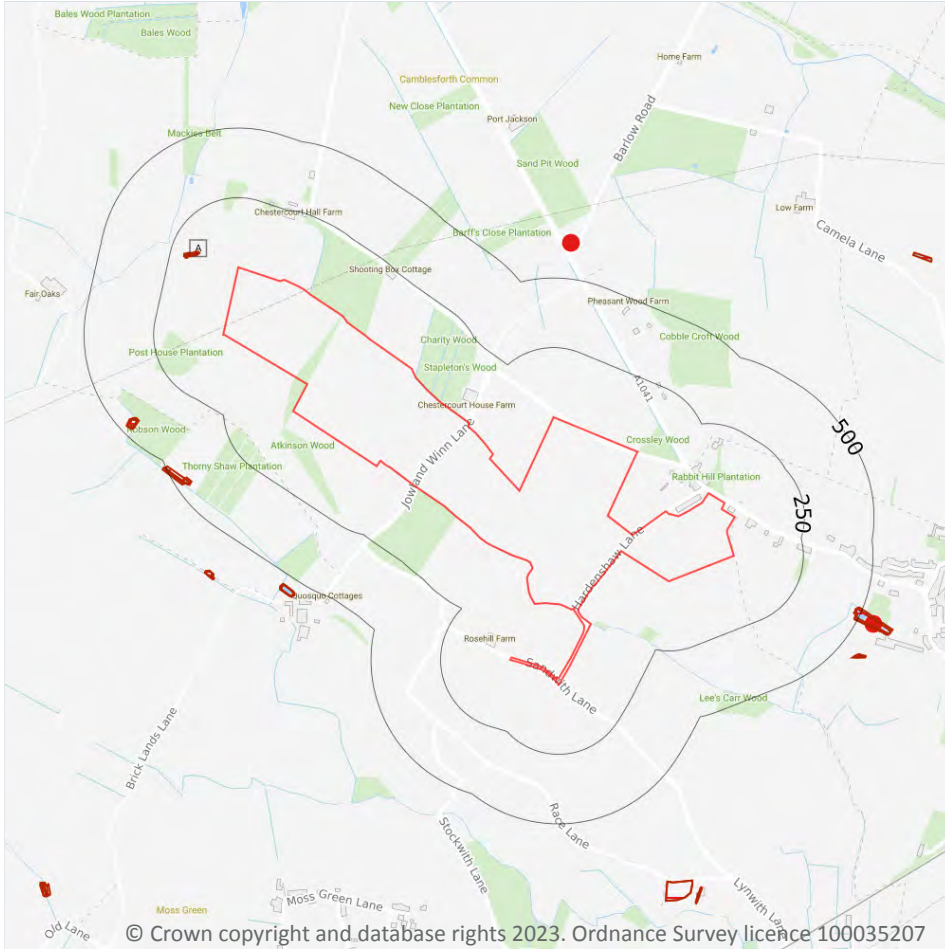 Bales Wood Plantation
Bales Wood
Home Farm
Camblesforth Common
New Close Plantation
Port Jackson
Mackies Belt
Barlow Road
Sand Pit Wood
Chestercourt Hall Farm
Low Farm
Camela Lane
Barff's Close Plantation
A
Shooting Box Cottage
Fair Oaks
Pheasant Wood Farm
Charity Wood
Cobble Croft Wood
Post House Plantation
Stapleton's Wood
A1041
Chestercourt House Farm
500
Robson Wood
Atkinson Wood
Jowland Winn Lane
Crossley Wood
Thorny Shaw Plantation
Rabbit Hill Plantation
250
Hardenshaw Lane
Quosquo Cottages
Rosehill Farm
Sandwith Lane
Lee's Carr Wood
Brick Lands Lane
Race Lane
Stockwith Lane
Lynwith Lane
Moss Green Lane
Moss Green
Old Lane
© Crown copyright and database rights 2023. Ordnance Survey licence 100035207